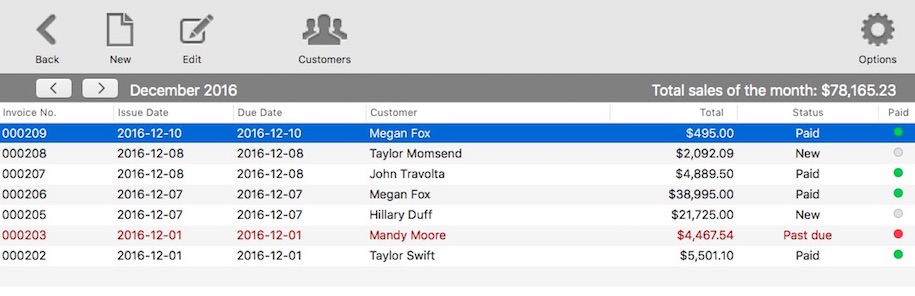 Back New Edit Customers Options
December 2016 Total sales of the month: $78,165.23
Invoice No. Issue Date Due Date Customer Total Status Paid
000209 2016-12-10 2016-12-10 Megan Fox $495.00 Paid
000208 2016-12-08 2016-12-08 Taylor Momsend $2,092.09 New
000207 2016-12-08 2016-12-08 John Travolta $4,889.50 Paid
000206 2016-12-07 2016-12-07 Megan Fox $38,995.00 Paid
000205 2016-12-07 2016-12-07 Hillary Duff $21,725.00 New
000203 2016-12-01 2016-12-01 Mandy Moore $4,467.54 Past due
000202 2016-12-01 2016-12-01 Taylor Swift $5,501.10 Paid